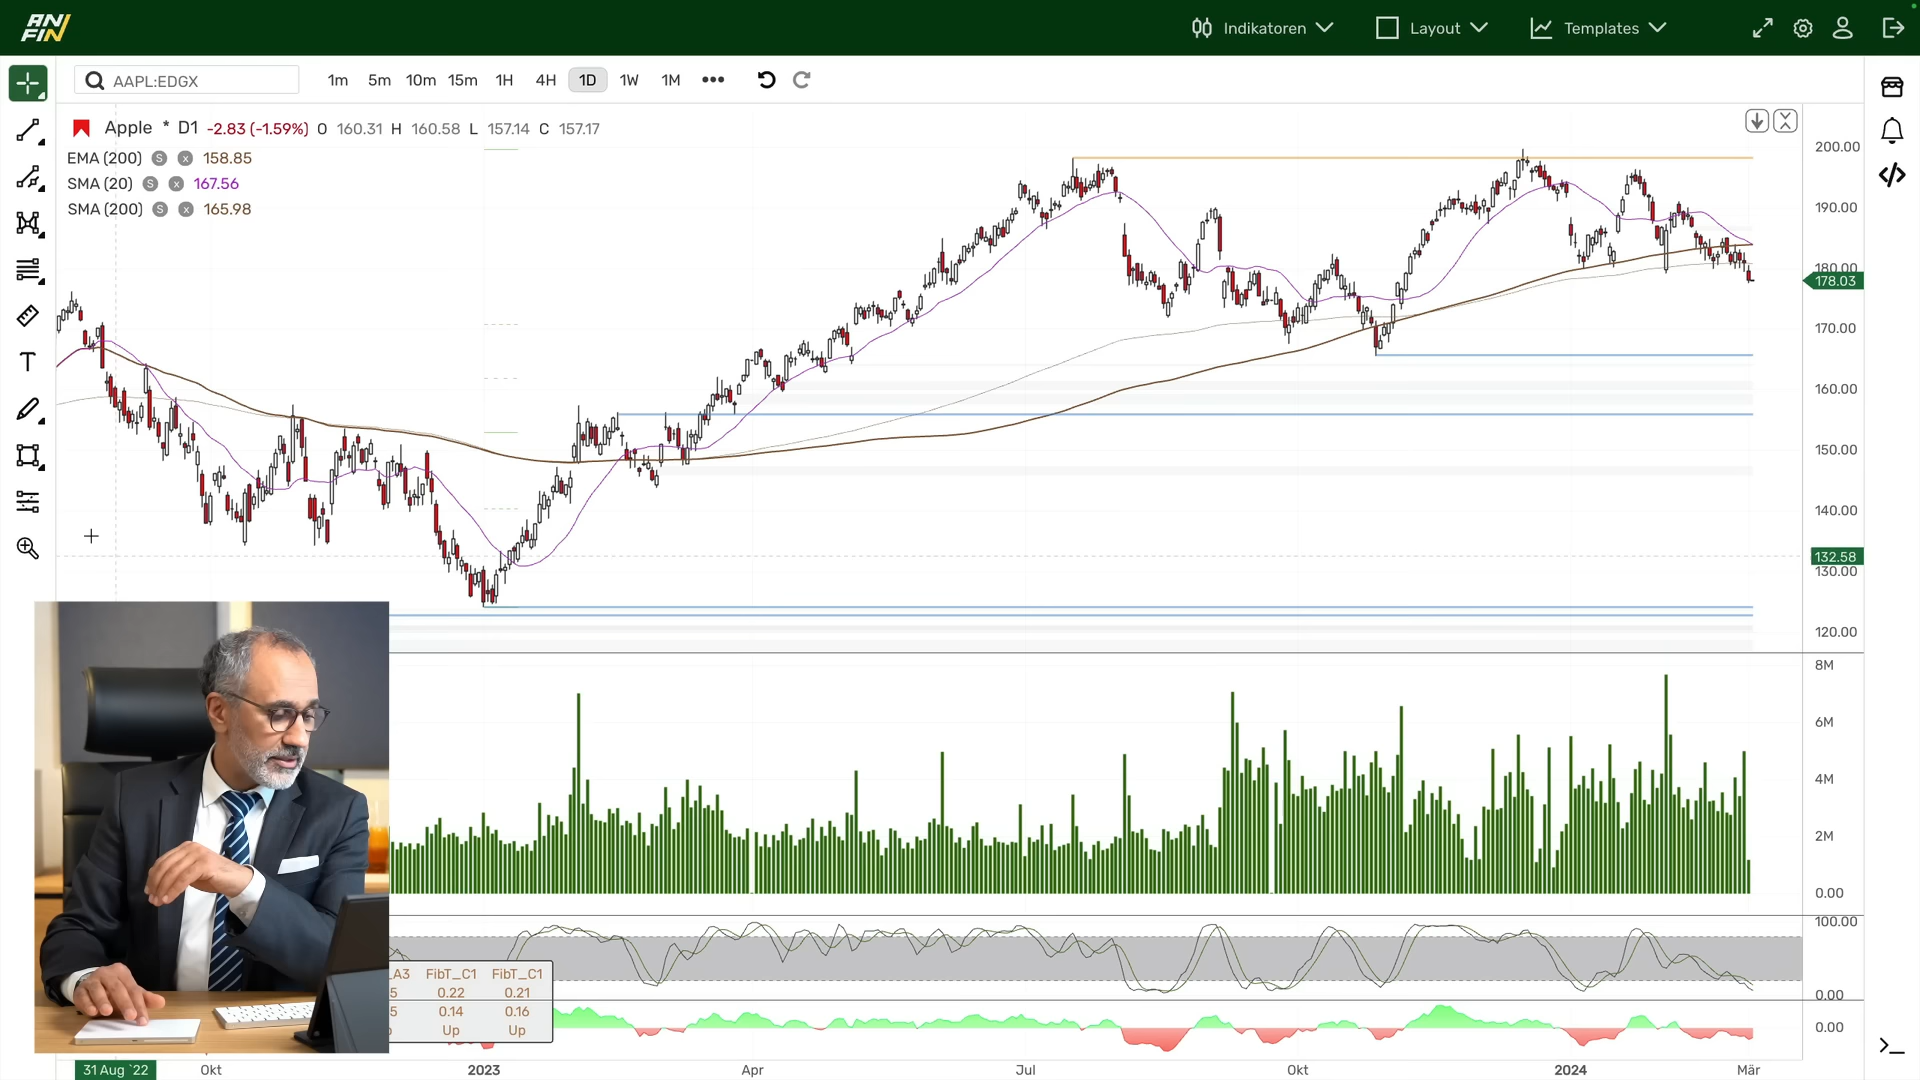 ANFIN
Indikatoren
Layout
Templates
AAPL:EDGX
1m 5m 10m 15m 1H 4H 1D 1W 1M
Apple * D1 -2.83 (-1.59%) O 160.31 H 160.58 L 157.14 C 157.17
EMA (200) S x 158.85
SMA (20) S x 167.56
SMA (200) S x 165.98
200.00
190.00
180.00
178.03
170.00
160.00
150.00
140.00
132.58
130.00
120.00
8M
6M
4M
2M
0.00
100.00
0.00
0.00
_A3 FibT_C1 FibT_C1
5 0.22 0.21
5 0.14 0.16
Up Up
31 Aug `22 Okt 2023 Apr Jul Okt 2024 Mär